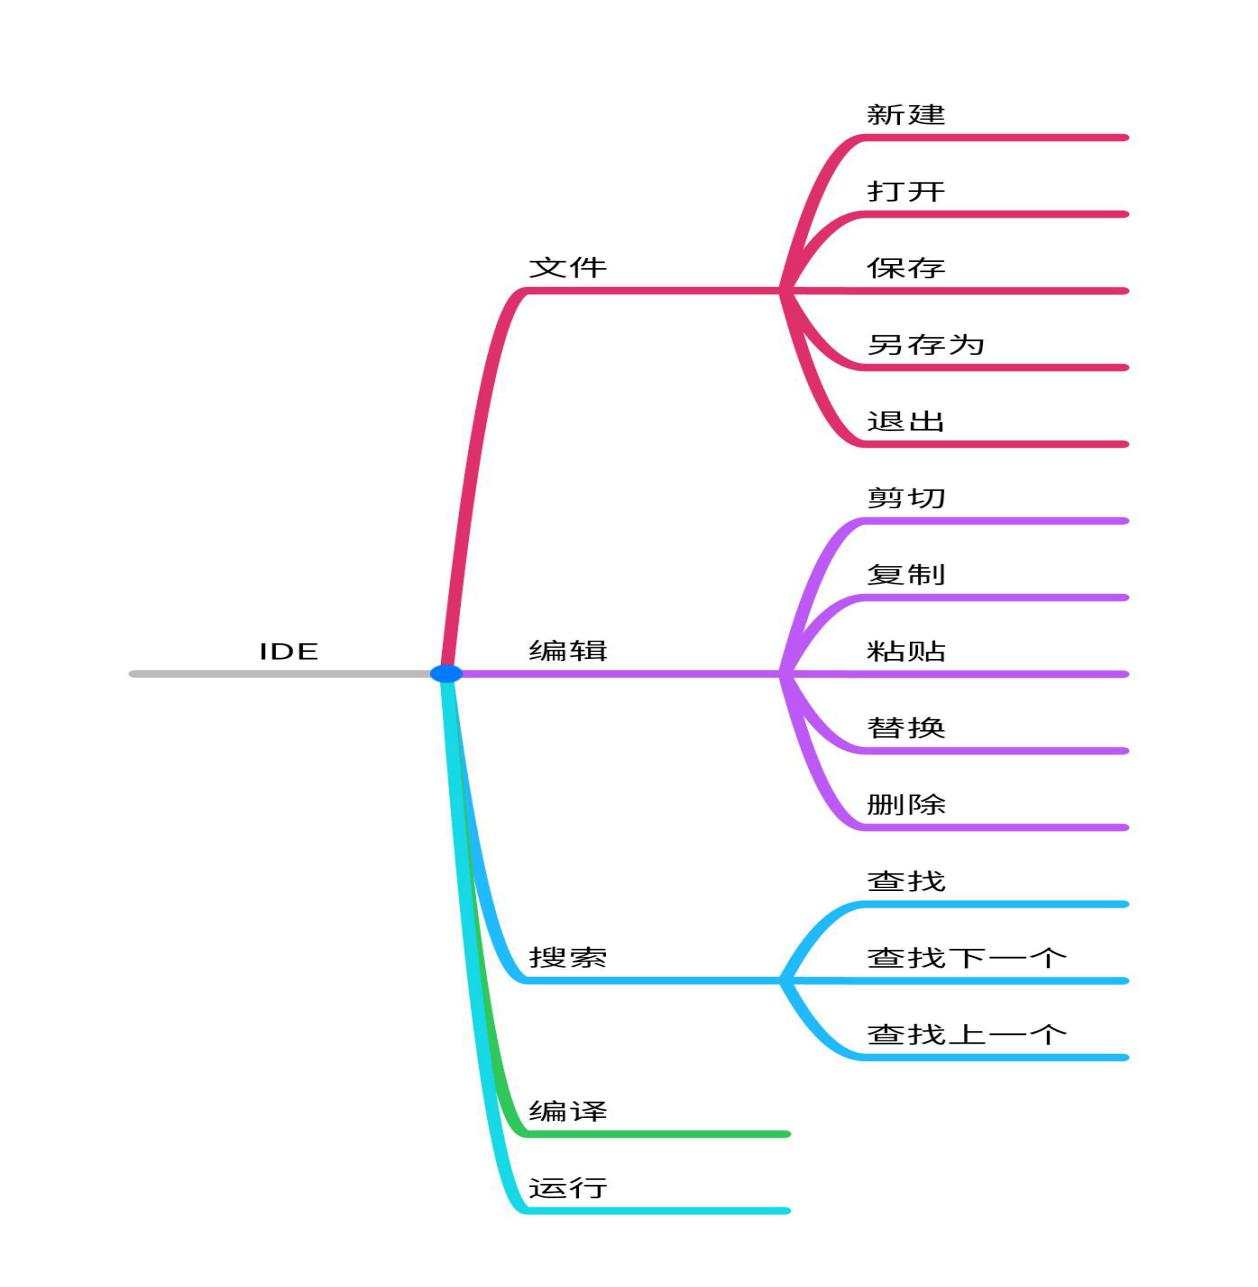 IDE
文件
新建
打开
保存
另存为
退出
编辑
剪切
复制
粘贴
替换
删除
搜索
查找
查找下一个
查找上一个
编译
运行